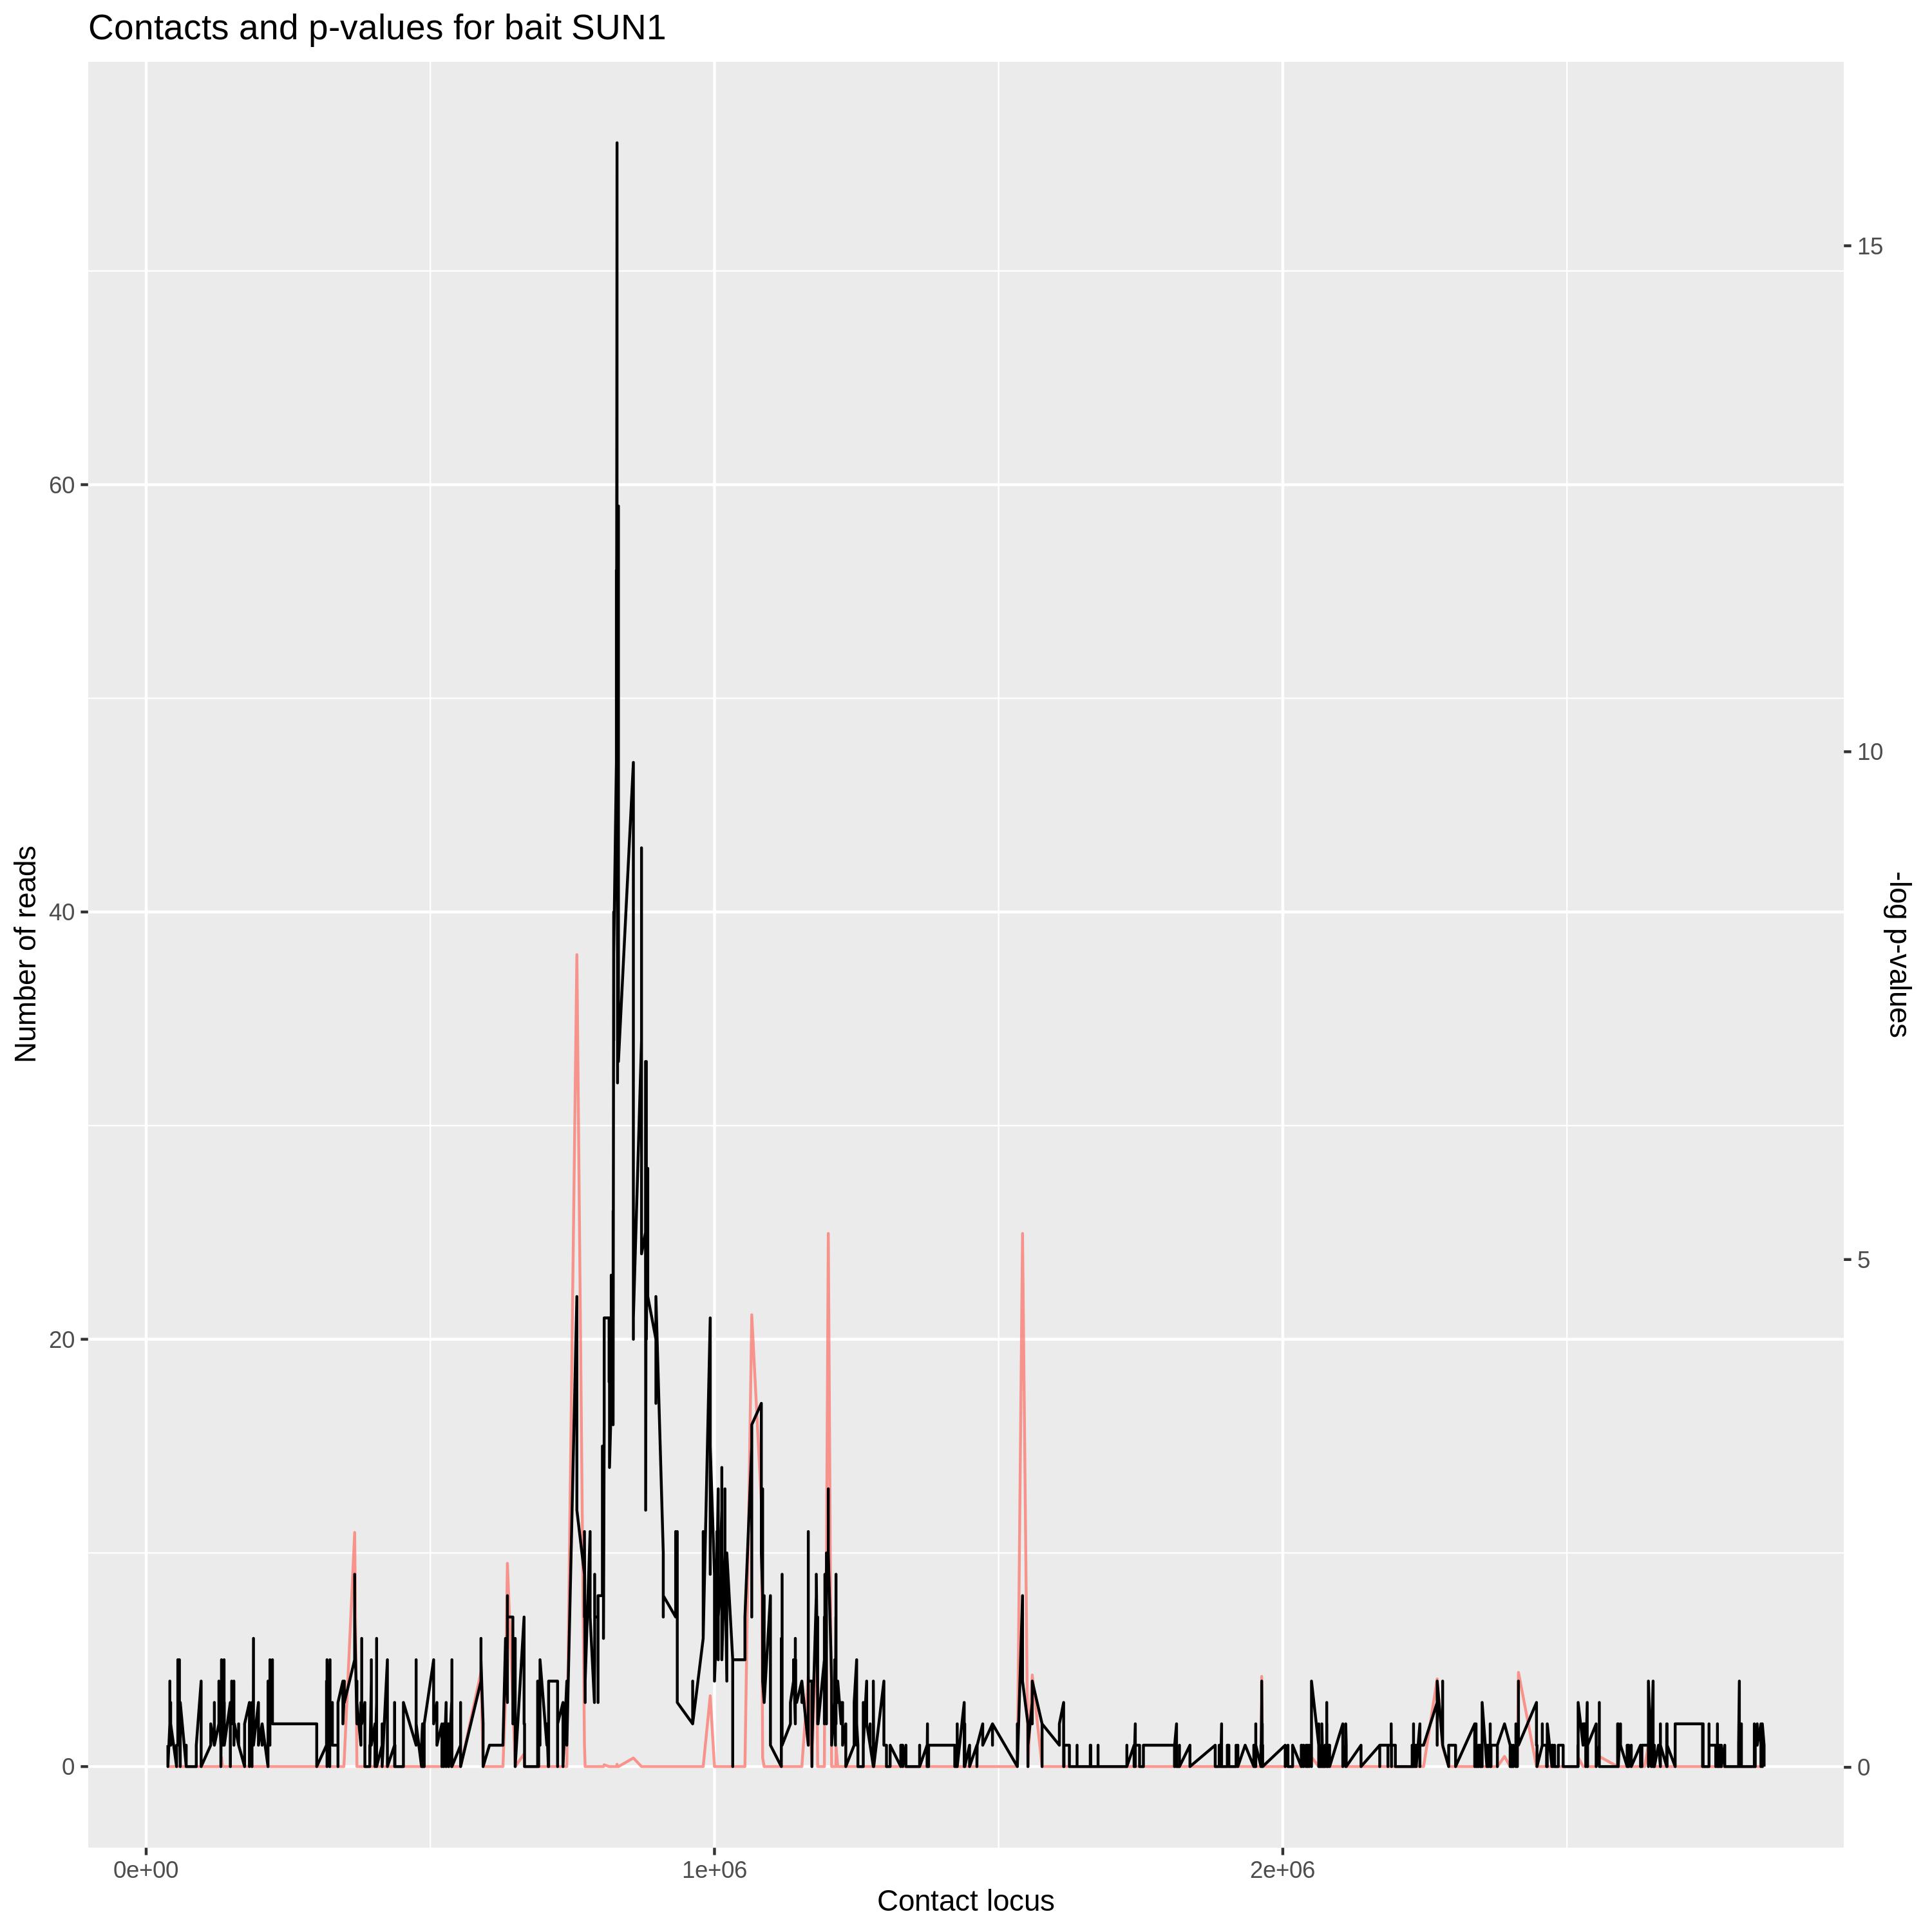 Contacts and p-values for bait SUN1
60
40
20
0
Number of reads
15
10
5
0
-log p-values
0e+00
1e+06
2e+06
Contact locus